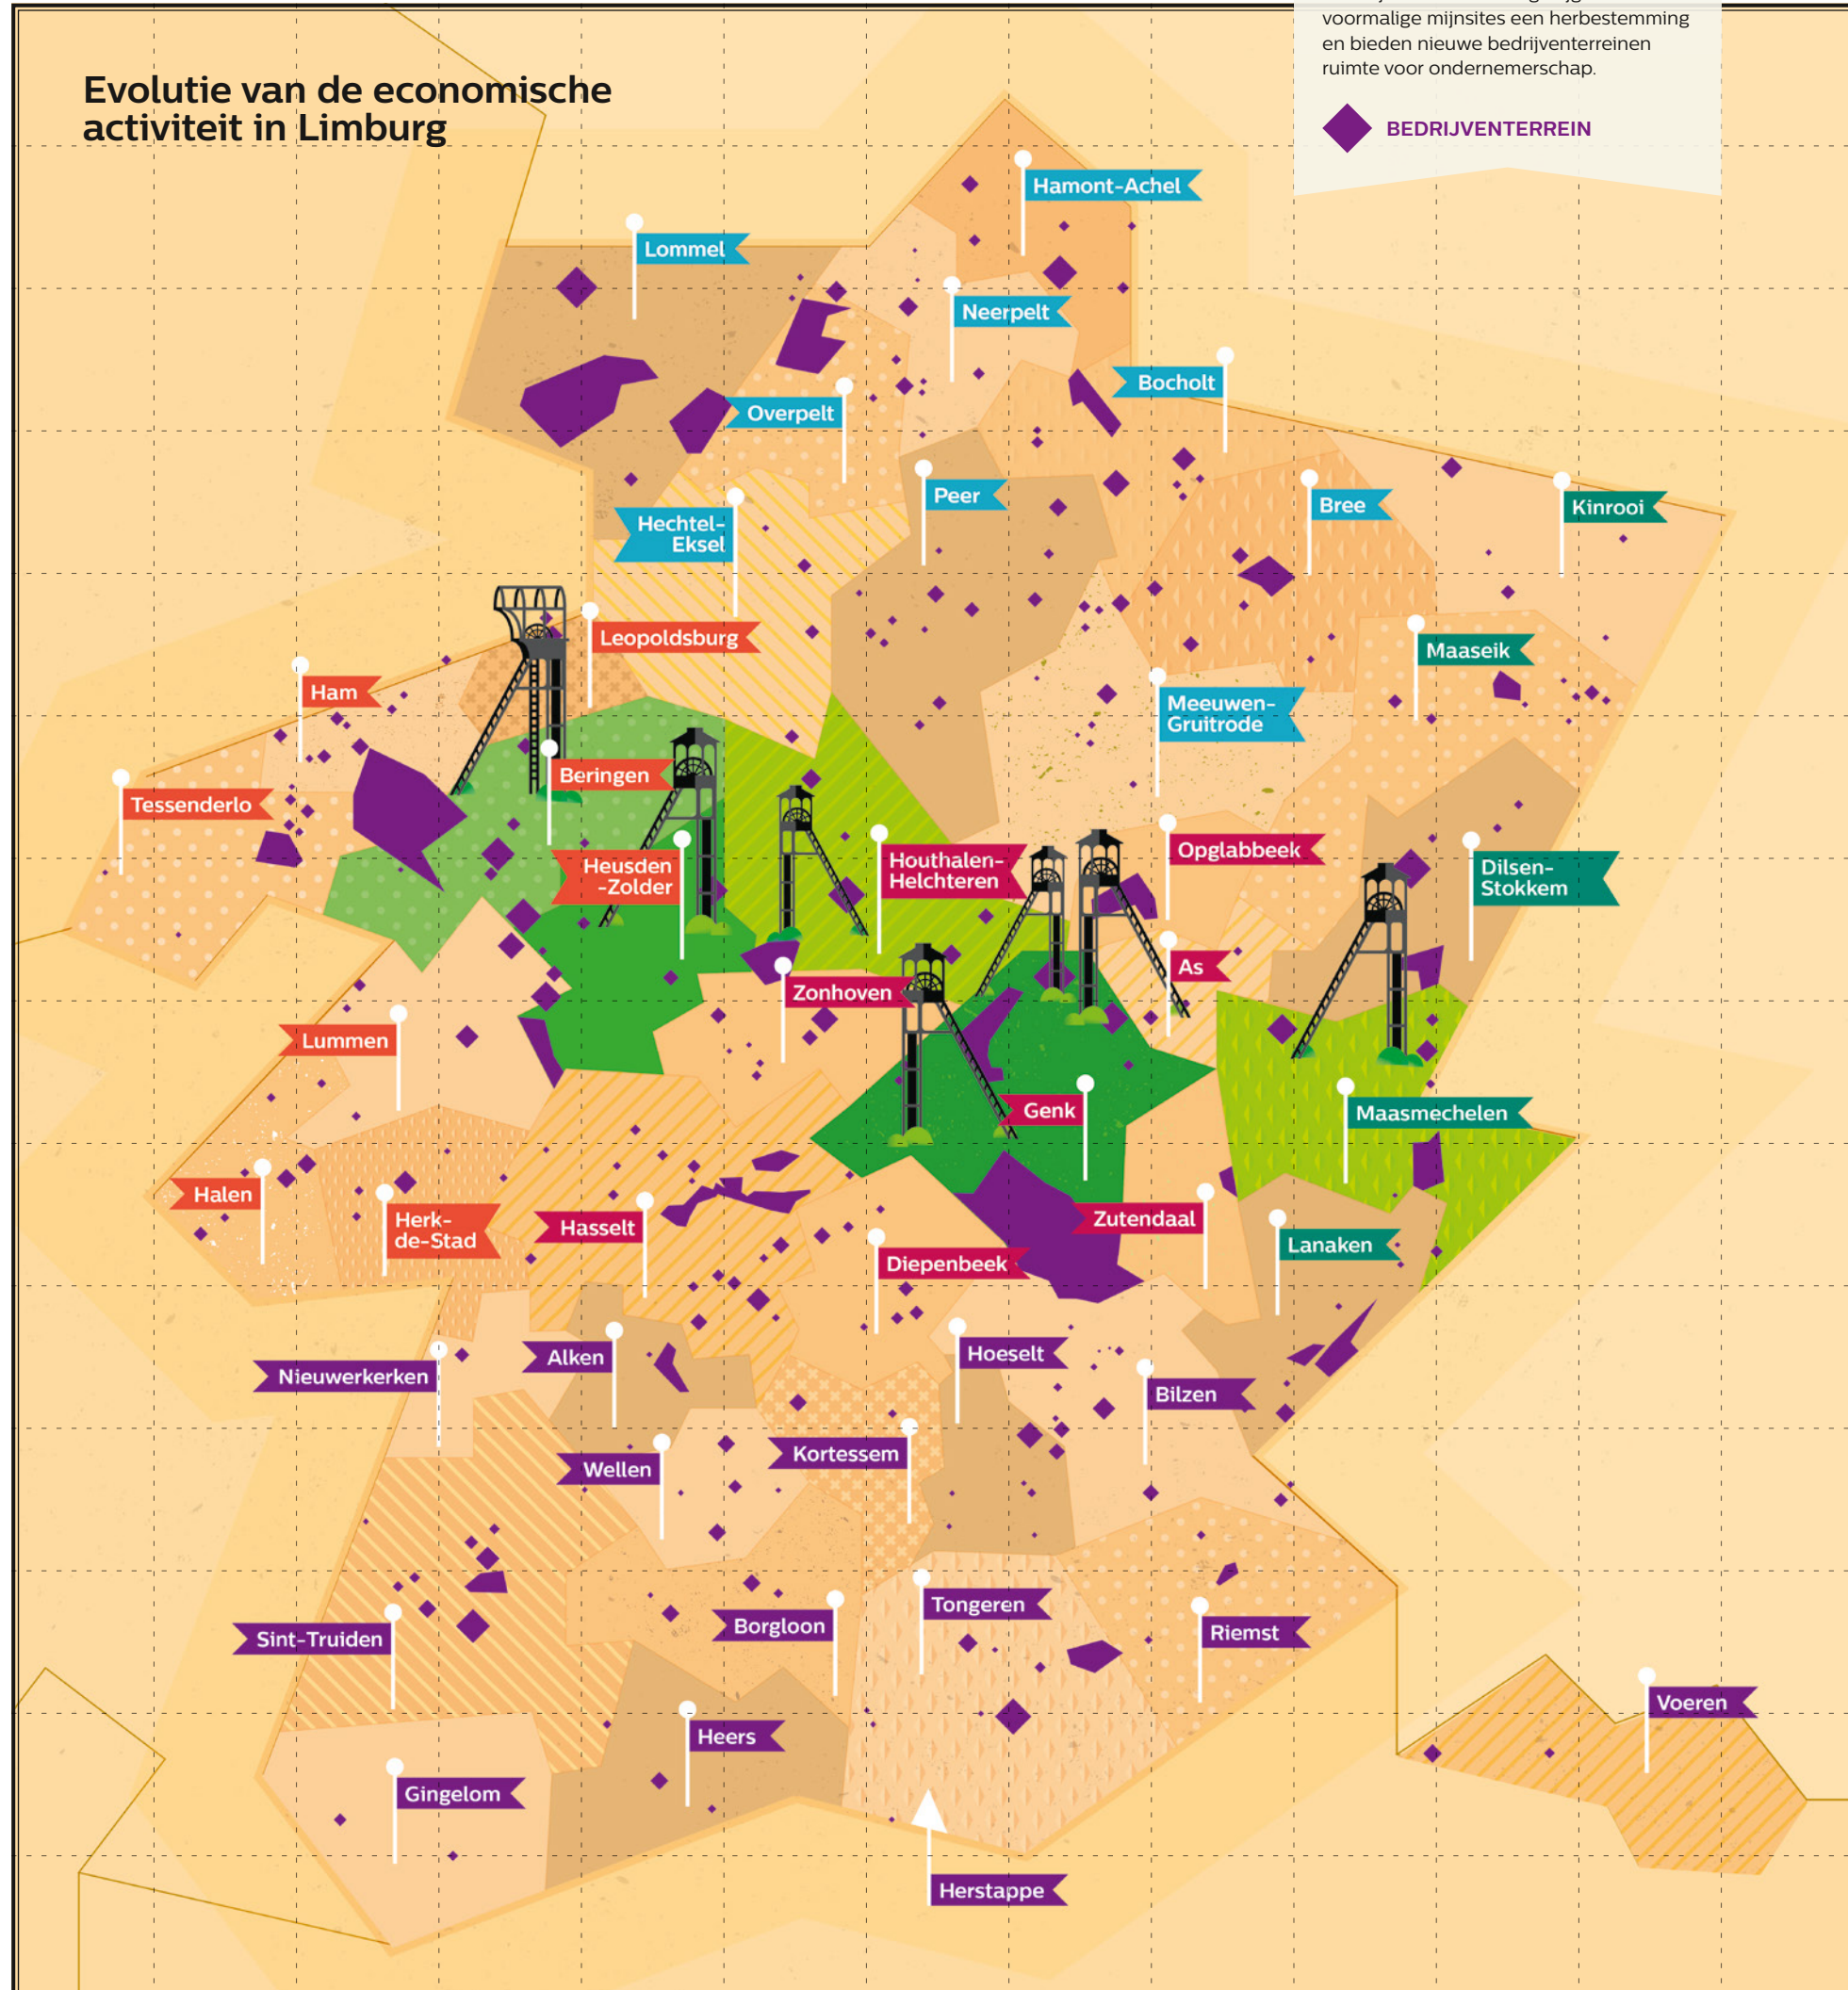 voormalige mijnsites een herbestemming
en bieden nieuwe bedrijventerreinen
ruimte voor ondernemerschap.
BEDRIJVENTERREIN
Evolutie van de economische
activiteit in Limburg
Hamont-Achel
Lommel
Neerpelt
Bocholt
Overpelt
Peer
Bree
Kinrooi
Hechtel-
Eksel
Leopoldsburg
Maaseik
Ham
Meeuwen-
Gruitrode
Beringen
Tessenderlo
Opglabbeek
Heusden
-Zolder
Houthalen-
Helchteren
Dilsen-
Stokkem
As
Zonhoven
Lummen
Genk
Maasmechelen
Halen
Herk-
de-Stad
Hasselt
Zutendaal
Lanaken
Diepenbeek
Nieuwerkerken
Alken
Hoeselt
Bilzen
Kortessem
Wellen
Tongeren
Borgloon
Riemst
Sint-Truiden
Voeren
Heers
Gingelom
Herstappe